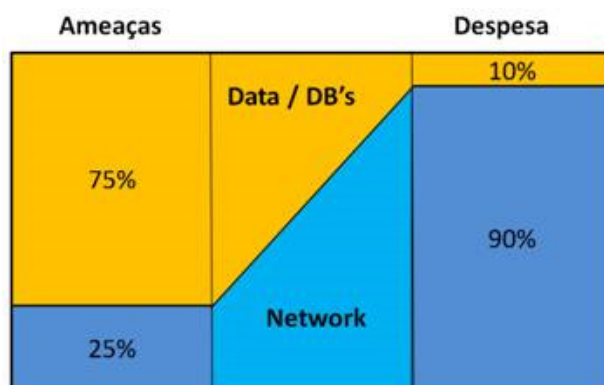 Ameaças
Despesa
Data / DB's
10%
75%
90%
Network
25%